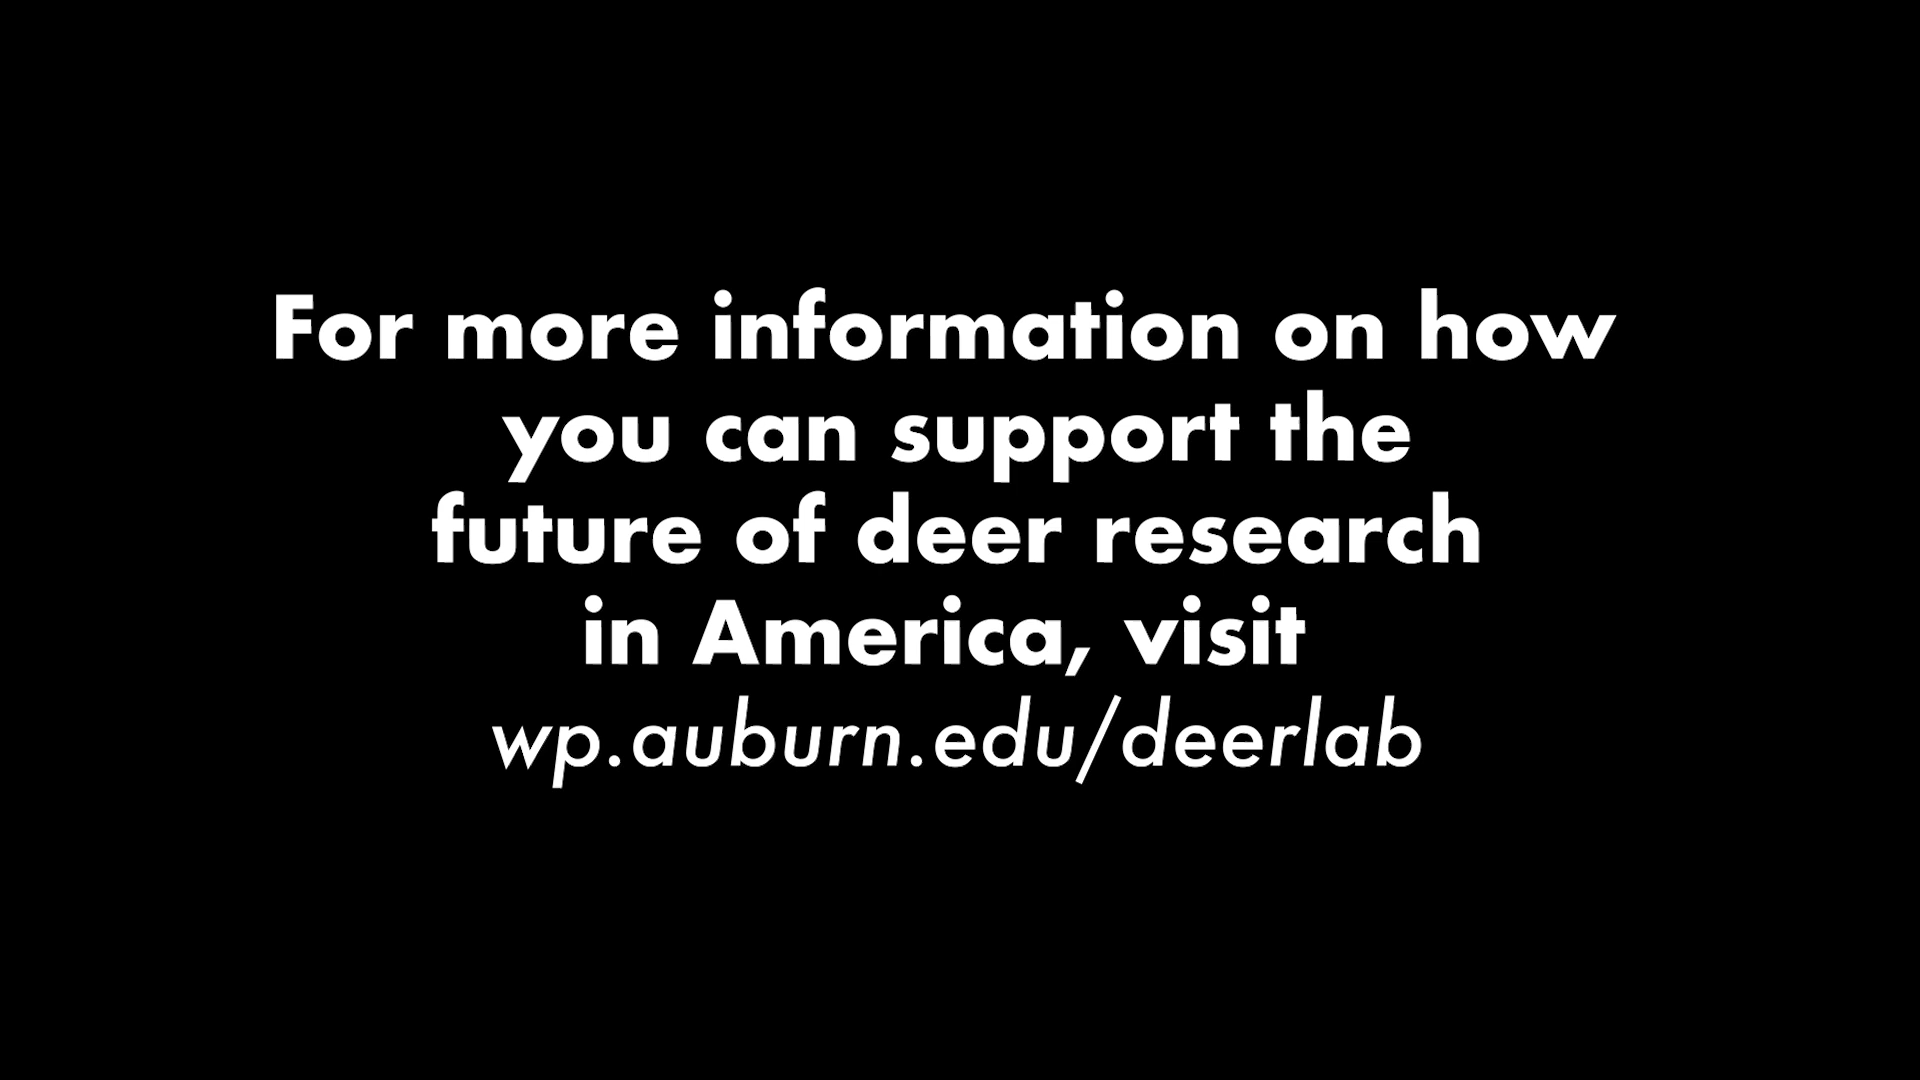 For more information on how
you can support the
future of deer research
in America, visit
wp.auburn.edu/deerlab